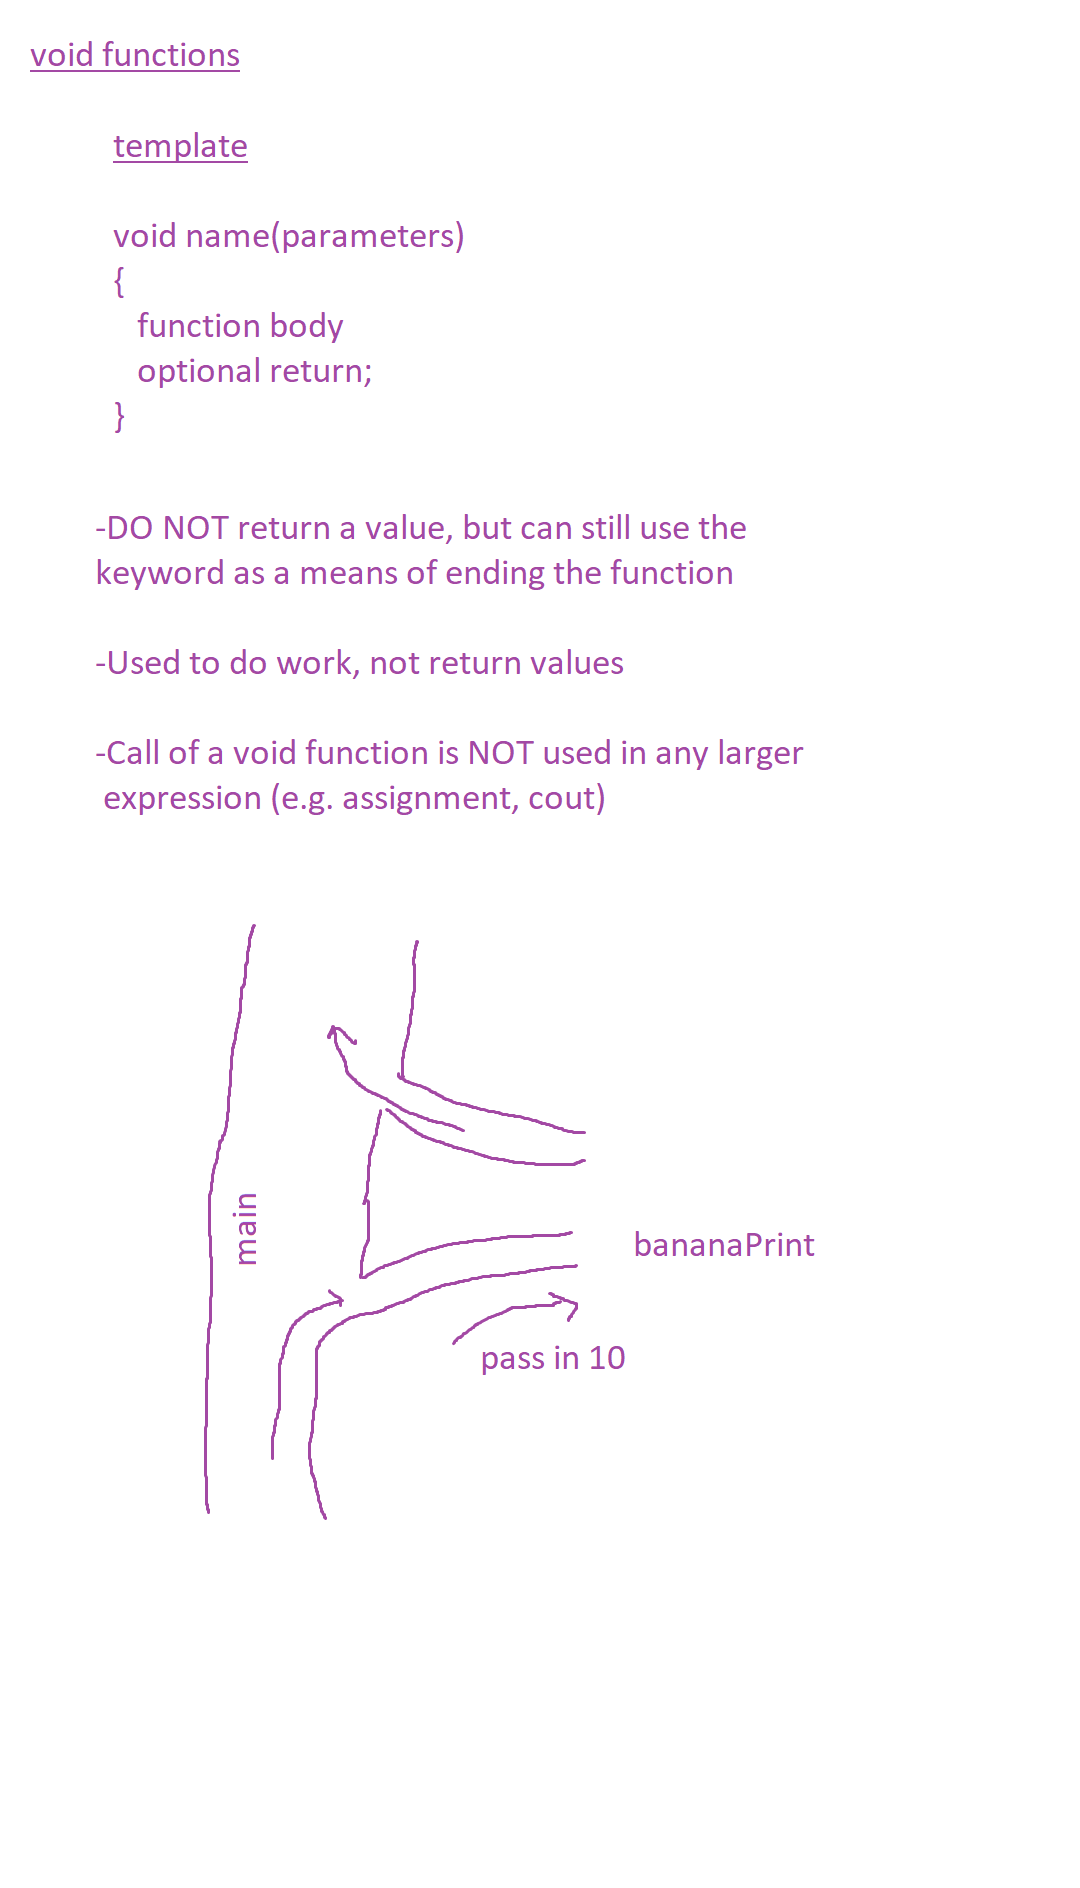 void functions
template
void name(parameters)
{
function body
optional return;
}
-DO NOT return a value, but can still use the
keyword as a means of ending the function
-Used to do work, not return values
-Call of a void function is NOT used in any larger
expression (e.g. assignment, cout)
main
bananaPrint
pass in 10